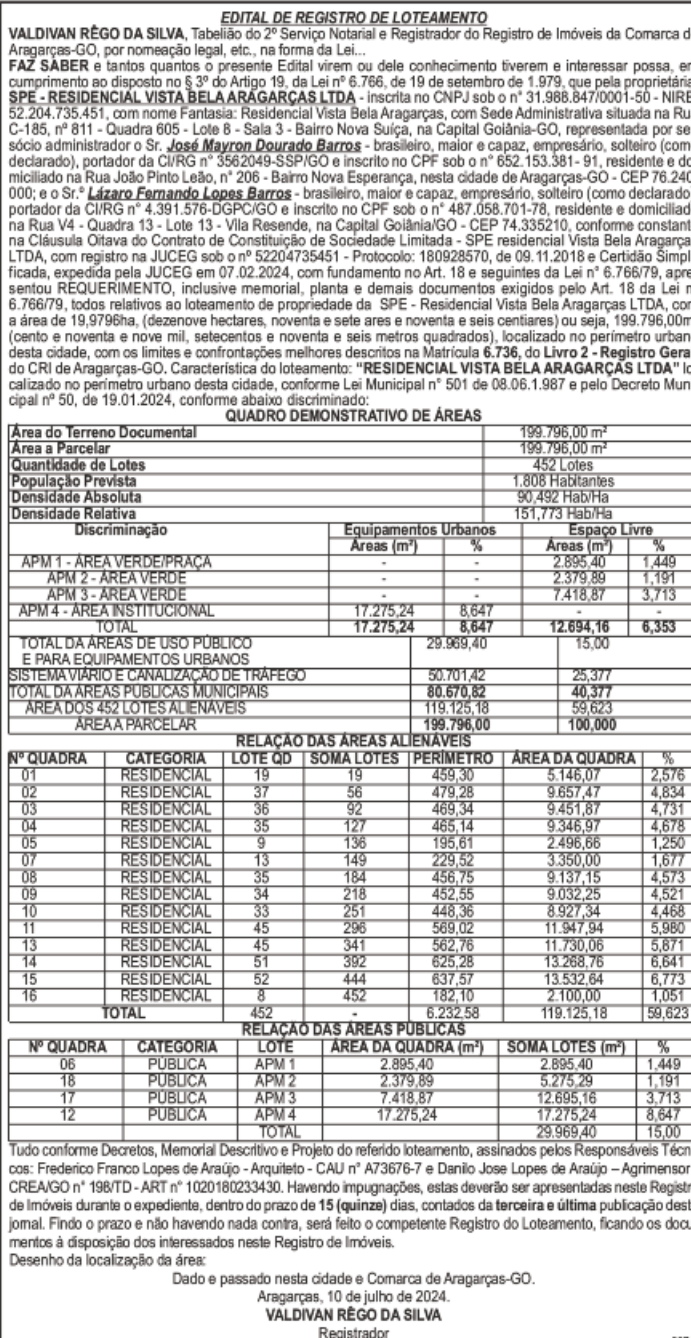 EDITAL DE REGISTRO DE LOTEAMENTO
VALDIVAN RÊGO DA SILVA, Tabelião do 2º Serviço Notarial e Registrador do Registro de Imóveis da Comarca d
Aragarças-GO, por nomeação legal, etc., na forma da Lei...
FAZ SABER e tantos quantos o presente Edital virem ou dele conhecimento tiverem e interessar possa, er
cumprimento ao disposto no § 3º do Artigo 19, da Lei nº 6.766, de 19 de setembro de 1.979, que pela proprietária
SPE - RESIDENCIAL VISTA BELA ARAGARÇAS LTDA - inscrita no CNPJ sob o n° 31.988.847/0001-50 - NIRE
52.204.735.451, com nome Fantasia: Residencial Vista Bela Aragarças, com Sede Administrativa situada na Ru
C-185, nº 811 - Quadra 605 - Lote 8 - Sala 3 - Bairro Nova Suíça, na Capital Goiânia-GO, representada por se
sócio administrador o Sr. José Mayron Dourado Barros - brasileiro, maior e capaz, empresário, solteiro (com
declarado), portador da CI/RG n° 3562049-SSP/GO e inscrito no CPF sob o n° 652.153.381- 91, residente e do
miciliado na Rua João Pinto Leão, n° 206 - Bairro Nova Esperança, nesta cidade de Aragarças-GO - CEP 76.240
000; e o Sr.º Lázaro Fernando Lopes Barros - brasileiro, maior e capaz, empresário, solteiro (como declarado
portador da CI/RG n° 4.391.576-DGPC/GO e inscrito no CPF sob o n° 487.058.701-78, residente e domiciliad
na Rua V4 - Quadra 13 - Lote 13 - Vila Resende, na Capital Goiânia/GO - CEP 74.335210, conforme constant
na Cláusula Oitava do Contrato de Constituição de Sociedade Limitada - SPE residencial Vista Bela Aragarça
LTDA, com registro na JUCEG sob o nº 52204735451 - Protocolo: 180928570, de 09.11.2018 e Certidão Simpl
ficada, expedida pela JUCEG em 07.02.2024, com fundamento no Art. 18 e seguintes da Lei n° 6.766/79, apre
sentou REQUERIMENTO, inclusive memorial, planta e demais documentos exigidos pelo Art. 18 da Lei n
6.766/79, todos relativos ao loteamento de propriedade da SPE - Residencial Vista Bela Aragarças LTDA, con
a área de 19,9796ha, (dezenove hectares, noventa e sete ares e noventa e seis centiares) ou seja, 199.796,00m
(cento e noventa e nove mil, setecentos e noventa e seis metros quadrados), localizado no perímetro urban
desta cidade, com os limites e confrontações melhores descritos na Matrícula 6.736, do Livro 2 - Registro Gera
do CRI de Aragarças-GO. Característica do loteamento: “RESIDENCIAL VISTA BELA ARAGARÇAS LTDA” lo
calizado no perímetro urbano desta cidade, conforme Lei Municipal n° 501 de 08.06.1.987 e pelo Decreto Mun
cipal nº 50, de 19.01.2024, conforme abaixo discriminado:
QUADRO DEMONSTRATIVO DE ÁREAS
Área do Terreno Documental 199.796,00 m²
Área a Parcelar 199.796,00 m²
Quantidade de Lotes 452 Lotes
População Prevista 1.808 Habitantes
Densidade Absoluta 90,492 Hab/Ha
Densidade Relativa 151,773 Hab/Ha
Discriminação Equipamentos Urbanos Espaço Livre
Áreas (m²) % Áreas (m²) %
APM 1 - ÁREA VERDE/PRAÇA - - 2.895,40 1,449
APM 2 - ÁREA VERDE - - 2.379,89 1,191
APM 3 - ÁREA VERDE - - 7.418,87 3,713
APM 4 - ÁREA INSTITUCIONAL 17.275,24 8,647 - -
TOTAL 17.275,24 8,647 12.694,16 6,353
TOTAL DA ÁREAS DE USO PÚBLICO 29.969,40 15,00
E PARA EQUIPAMENTOS URBANOS
SISTEMA VIÁRIO E CANALIZAÇÃO DE TRÁFEGO 50.701,42 25,377
TOTAL DA ÁREAS PÚBLICAS MUNICIPAIS 80.670,82 40,377
ÁREA DOS 452 LOTES ALIENÁVEIS 119.125,18 59,623
ÁREA A PARCELAR 199.796,00 100,000
RELAÇÃO DAS ÁREAS ALIENÁVEIS
Nº QUADRA CATEGORIA LOTE QD SOMA LOTES PERÍMETRO ÁREA DA QUADRA %
01 RESIDENCIAL 19 19 459,30 5.146,07 2,576
02 RESIDENCIAL 37 56 479,28 9.657,47 4,834
03 RESIDENCIAL 36 92 469,34 9.451,87 4,731
04 RESIDENCIAL 35 127 465,14 9.346,97 4,678
05 RESIDENCIAL 9 136 195,61 2.496,66 1,250
07 RESIDENCIAL 13 149 229,52 3.350,00 1,677
08 RESIDENCIAL 35 184 456,75 9.137,15 4,573
09 RESIDENCIAL 34 218 452,55 9.032,25 4,521
10 RESIDENCIAL 33 251 448,36 8.927,34 4,468
11 RESIDENCIAL 45 296 569,02 11.947,94 5,980
13 RESIDENCIAL 45 341 562,76 11.730,06 5,871
14 RESIDENCIAL 51 392 625,28 13.268,76 6,641
15 RESIDENCIAL 52 444 637,57 13.532,64 6,773
16 RESIDENCIAL 8 452 182,10 2.100,00 1,051
TOTAL 452 - 6.232,58 119.125,18 59,623
RELAÇÃO DAS ÁREAS PÚBLICAS
Nº QUADRA CATEGORIA LOTE ÁREA DA QUADRA (m²) SOMA LOTES (m²) %
06 PÚBLICA APM 1 2.895,40 2.895,40 1,449
18 PÚBLICA APM 2 2.379,89 5.275,29 1,191
17 PÚBLICA APM 3 7.418,87 12.695,16 3,713
12 PÚBLICA APM 4 17.275,24 17.275,24 8,647
TOTAL 29.969,40 15,00
Tudo conforme Decretos, Memorial Descritivo e Projeto do referido loteamento, assinados pelos Responsáveis Técn
cos: Frederico Franco Lopes de Araújo - Arquiteto - CAU n° A73676-7 e Danilo Jose Lopes de Araújo – Agrimensor
CREA/GO n° 198/TD - ART n° 1020180233430. Havendo impugnações, estas deverão ser apresentadas neste Registr
de Imóveis durante o expediente, dentro do prazo de 15 (quinze) dias, contados da terceira e última publicação dest
jornal. Findo o prazo e não havendo nada contra, será feito o competente Registro do Loteamento, ficando os docu
mentos à disposição dos interessados neste Registro de Imóveis.
Desenho da localização da área:
Dado e passado nesta cidade e Comarca de Aragarças-GO.
Aragarças, 10 de julho de 2024.
VALDIVAN RÊGO DA SILVA
Registrador